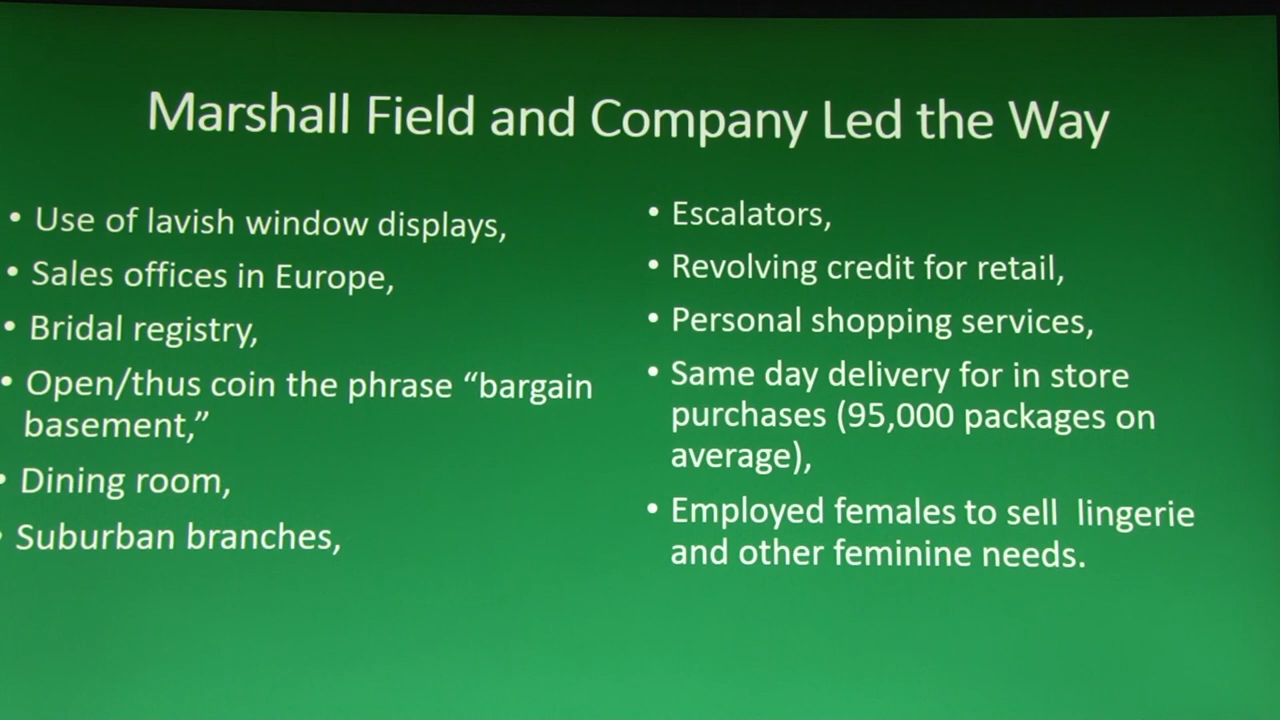 Marshall Field and Company Led the Way
• Use of lavish window displays,
• Sales offices in Europe,
• Bridal registry,
• Open/thus coin the phrase “bargain
basement,”
• Dining room,
• Suburban branches,
• Escalators,
• Revolving credit for retail,
• Personal shopping services,
• Same day delivery for in store
purchases (95,000 packages on
average),
• Employed females to sell  lingerie
and other feminine needs.